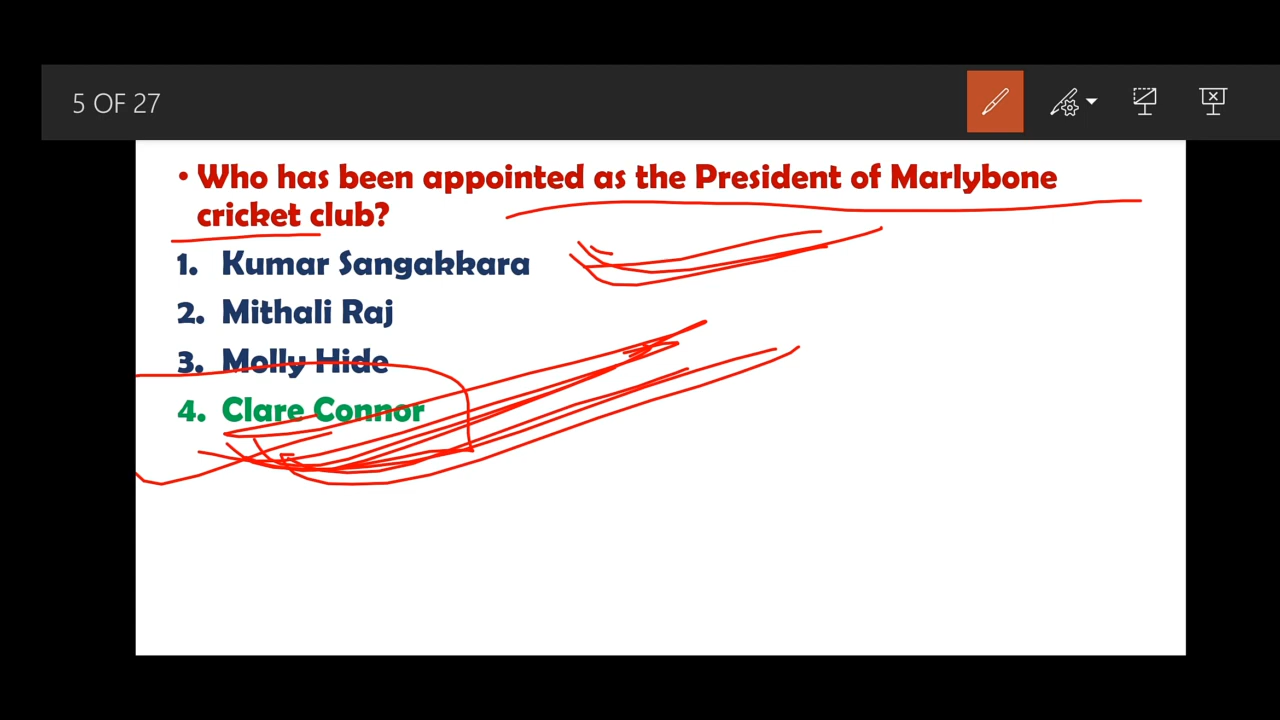 5 OF 27
• Who has been appointed as the President of Marlybone
cricket club?
1. Kumar Sangakkara
2. Mithali Raj
3. Molly Hide
4. Clare Connor